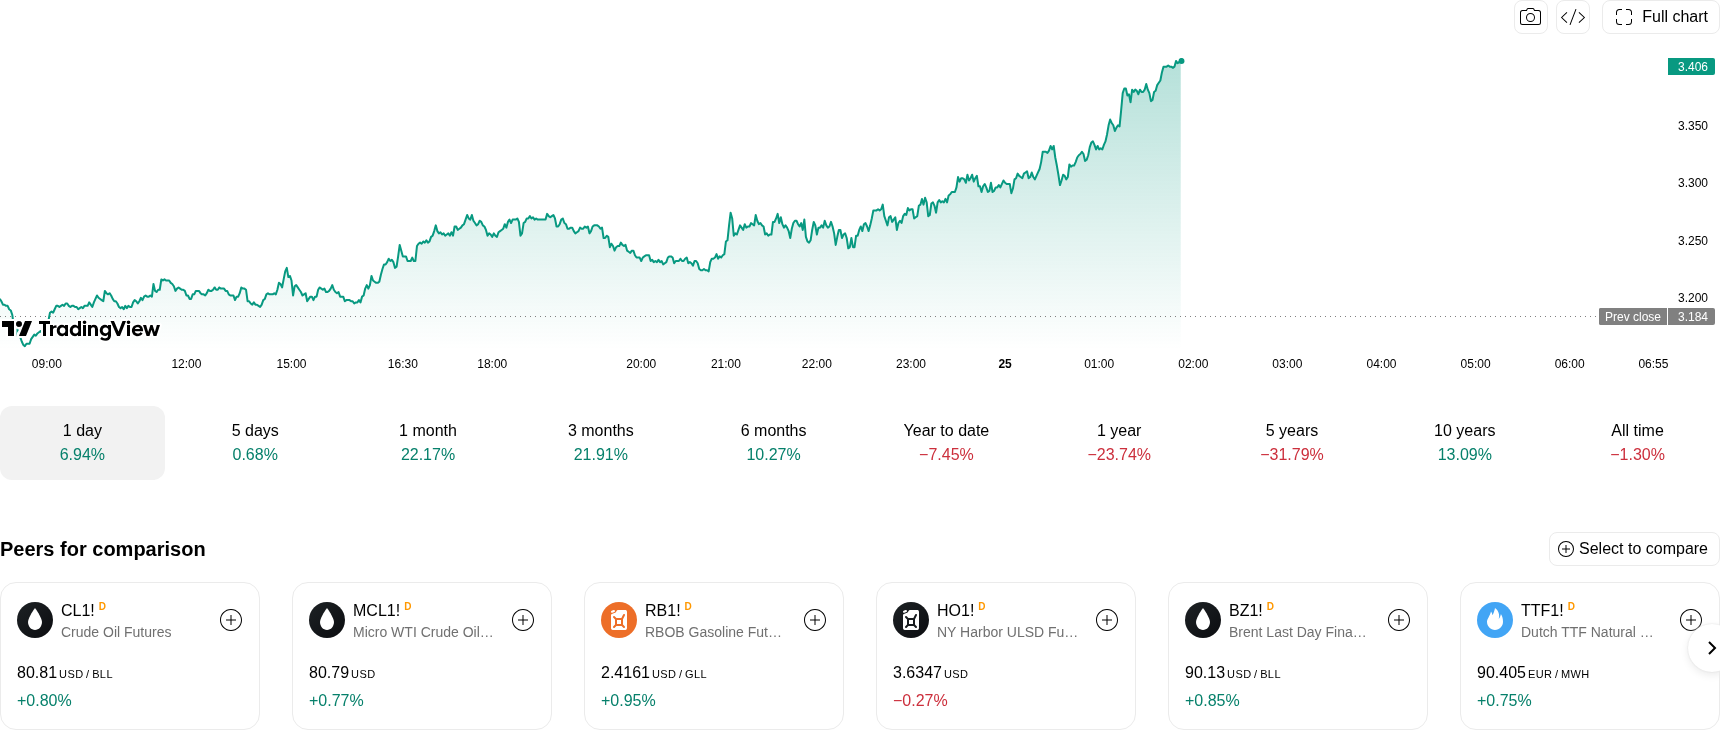 Full chart
3.406
3.350
3.300
3.250
3.200
Prev close 3.184
TradingView
09:00 12:00 15:00 16:30 18:00 20:00 21:00 22:00 23:00 25 01:00 02:00 03:00 04:00 05:00 06:00 06:55
1 day 5 days 1 month 3 months 6 months Year to date 1 year 5 years 10 years All time
6.94% 0.68% 22.17% 21.91% 10.27% −7.45% −23.74% −31.79% 13.09% −1.30%
Peers for comparison
Select to compare
CL1! D
Crude Oil Futures
80.81 USD / BLL
+0.80%
MCL1! D
Micro WTI Crude Oil…
80.79 USD
+0.77%
RB1! D
RBOB Gasoline Fut…
2.4161 USD / GLL
+0.95%
HO1! D
NY Harbor ULSD Fu…
3.6347 USD
−0.27%
BZ1! D
Brent Last Day Fina…
90.13 USD / BLL
+0.85%
TTF1! D
Dutch TTF Natural …
90.405 EUR / MWH
+0.75%